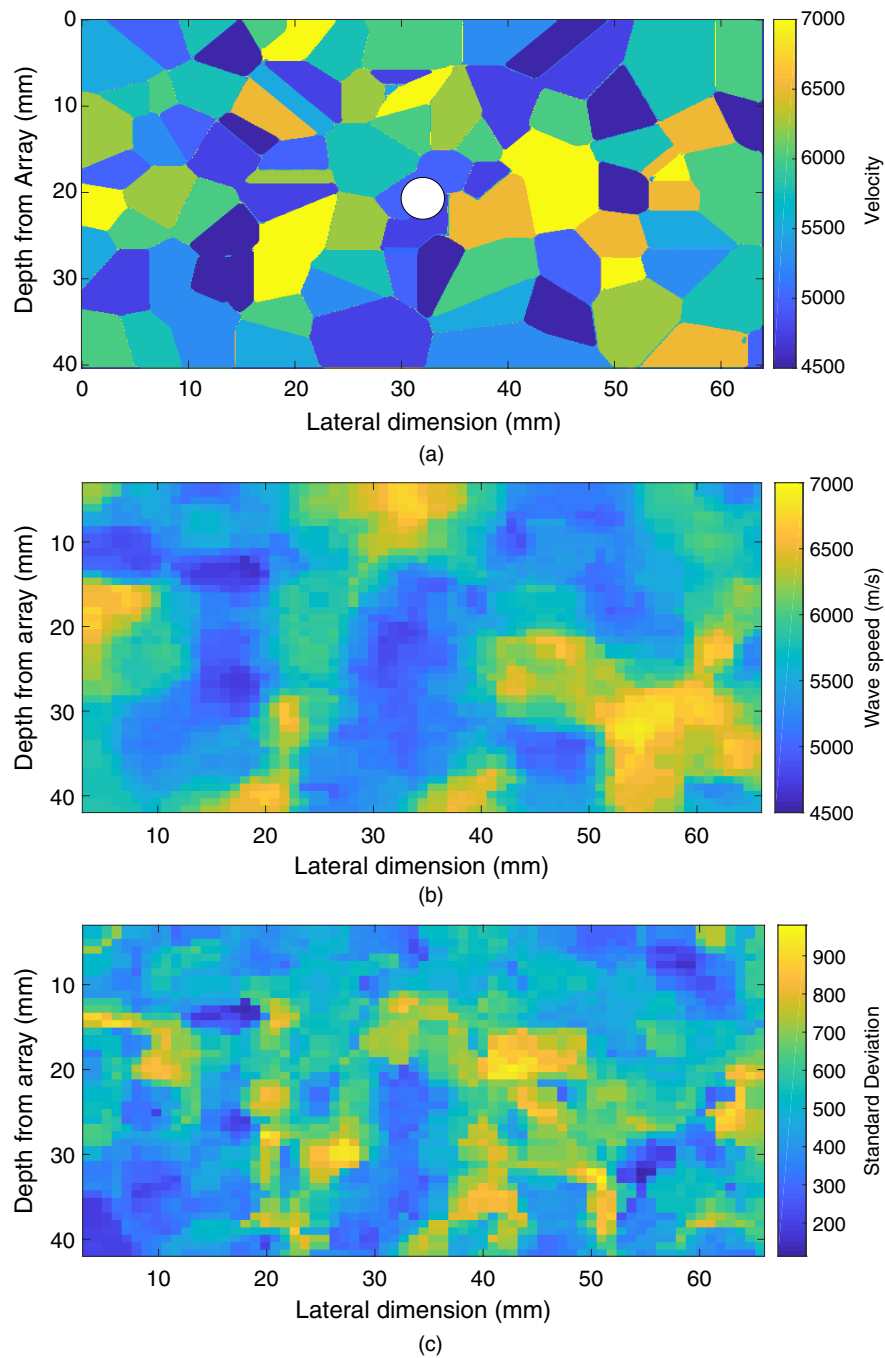 0
10
20
30
40
Depth from Array (mm)
0 10 20 30 40 50 60
Lateral dimension (mm)
7000
6500
6000
5500
5000
4500
Velocity
(a)
10
20
30
40
Depth from array (mm)
10 20 30 40 50 60
Lateral dimension (mm)
7000
6500
6000
5500
5000
4500
Wave speed (m/s)
(b)
10
20
30
40
Depth from array (mm)
10 20 30 40 50 60
Lateral dimension (mm)
900
800
700
600
500
400
300
200
Standard Deviation
(c)